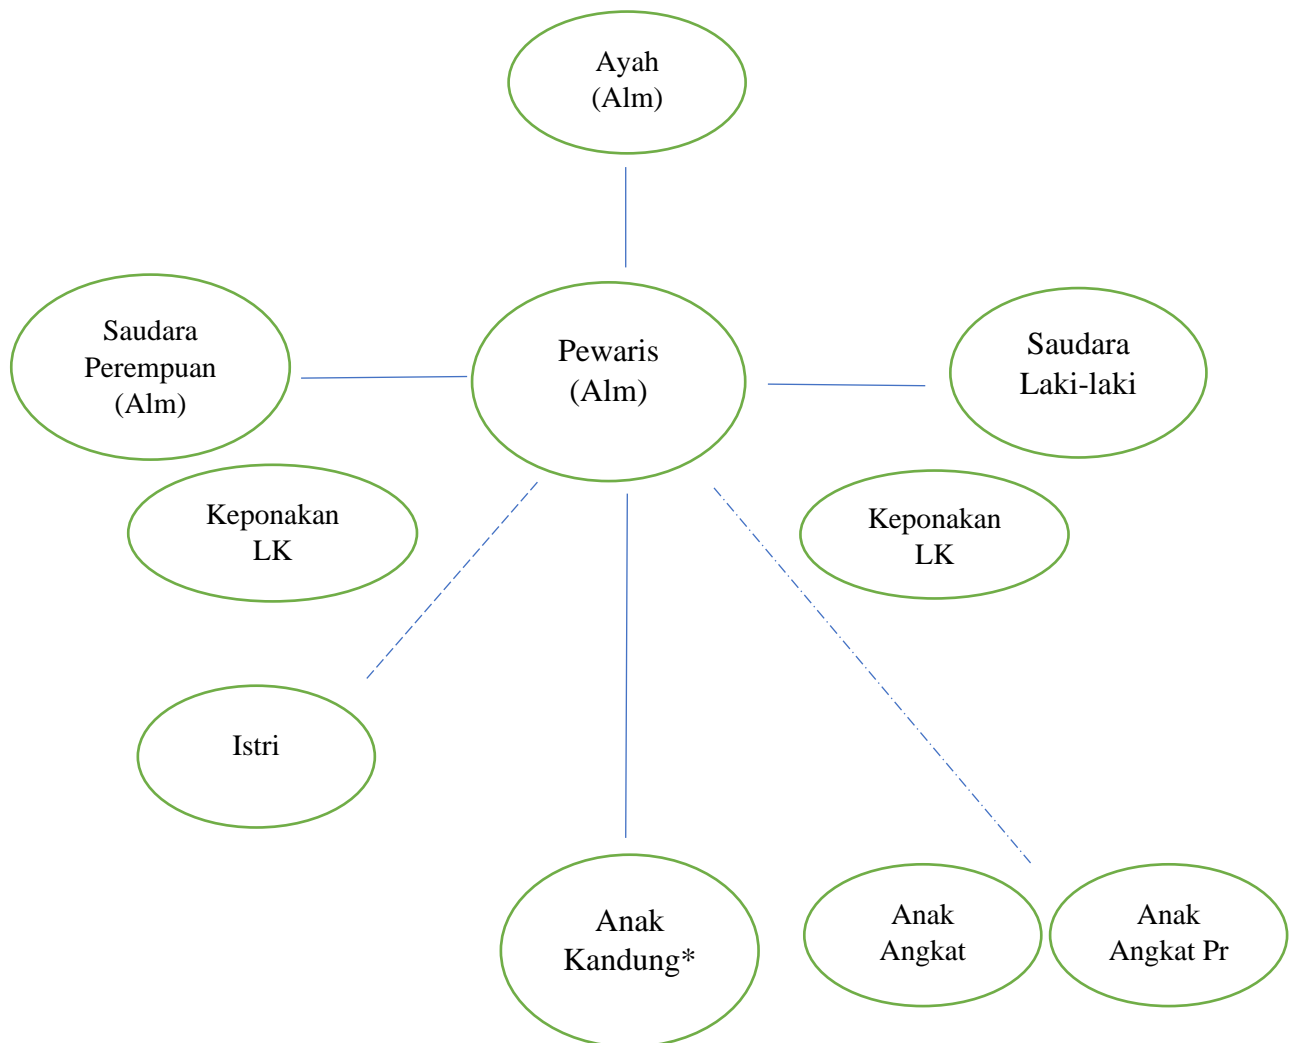 Ayah
(Alm)
Saudara
Perempuan
(Alm)
Pewaris
(Alm)
Saudara
Laki-laki
Keponakan
LK
Keponakan
LK
Istri
Anak
Kandung*
Anak
Angkat
Anak
Angkat Pr